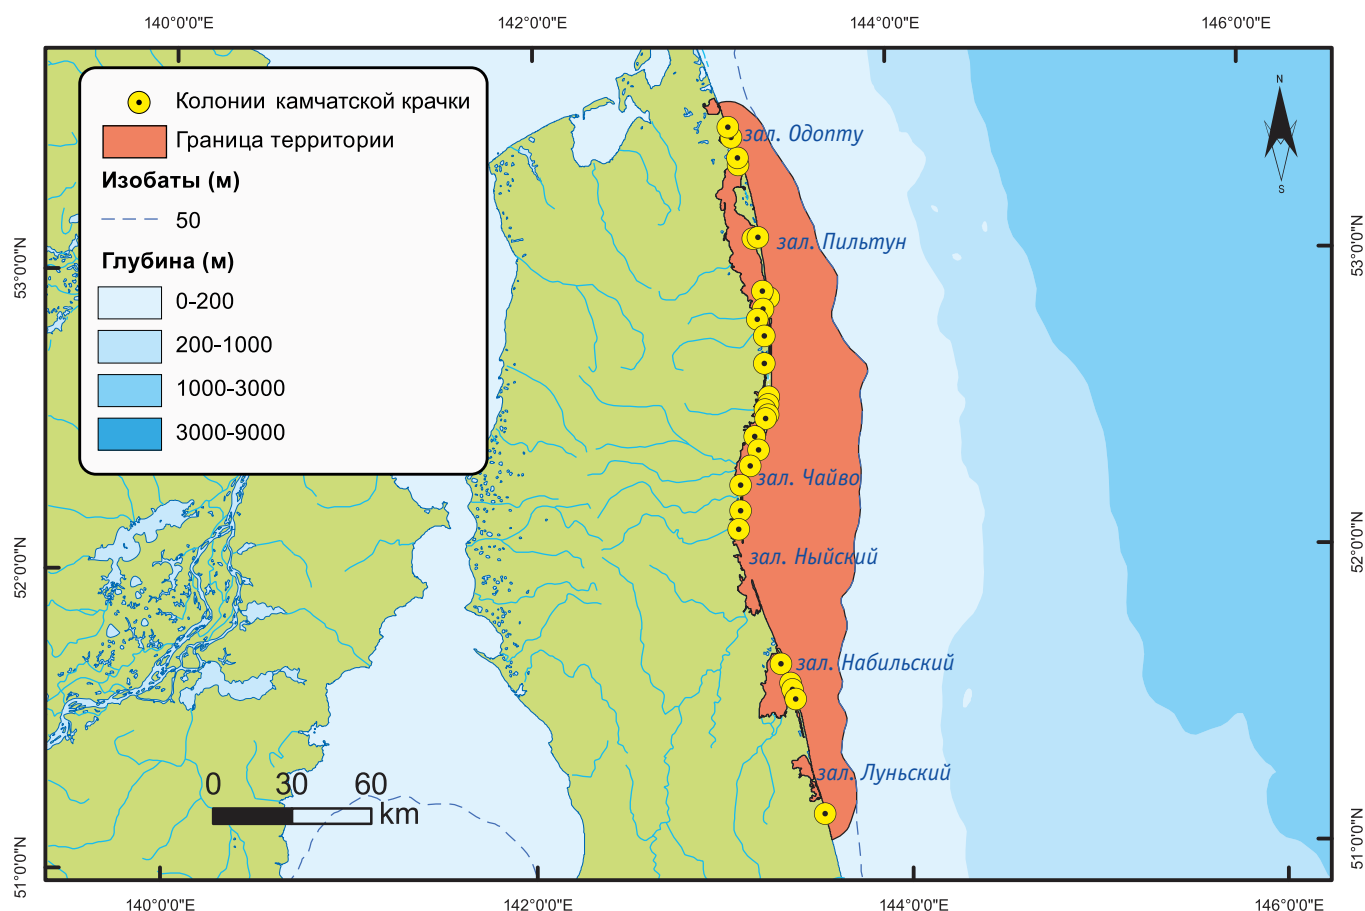 140°0'0"E 142°0'0"E 144°0'0"E 146°0'0"E
N
S
Колонии камчатской крачки
Граница территории
Изобаты (м)
50
Глубина (м)
0-200
200-1000
1000-3000
3000-9000
зал. Одопту
зал. Пильтун
зал. Чайво
зал. Ныйский
зал. Набильский
зал. Луньский
53°0'0"N
53°0'0"N
52°0'0"N
52°0'0"N
51°0'0"N
51°0'0"N
0 30 60
km
140°0'0"E 142°0'0"E 144°0'0"E 146°0'0"E